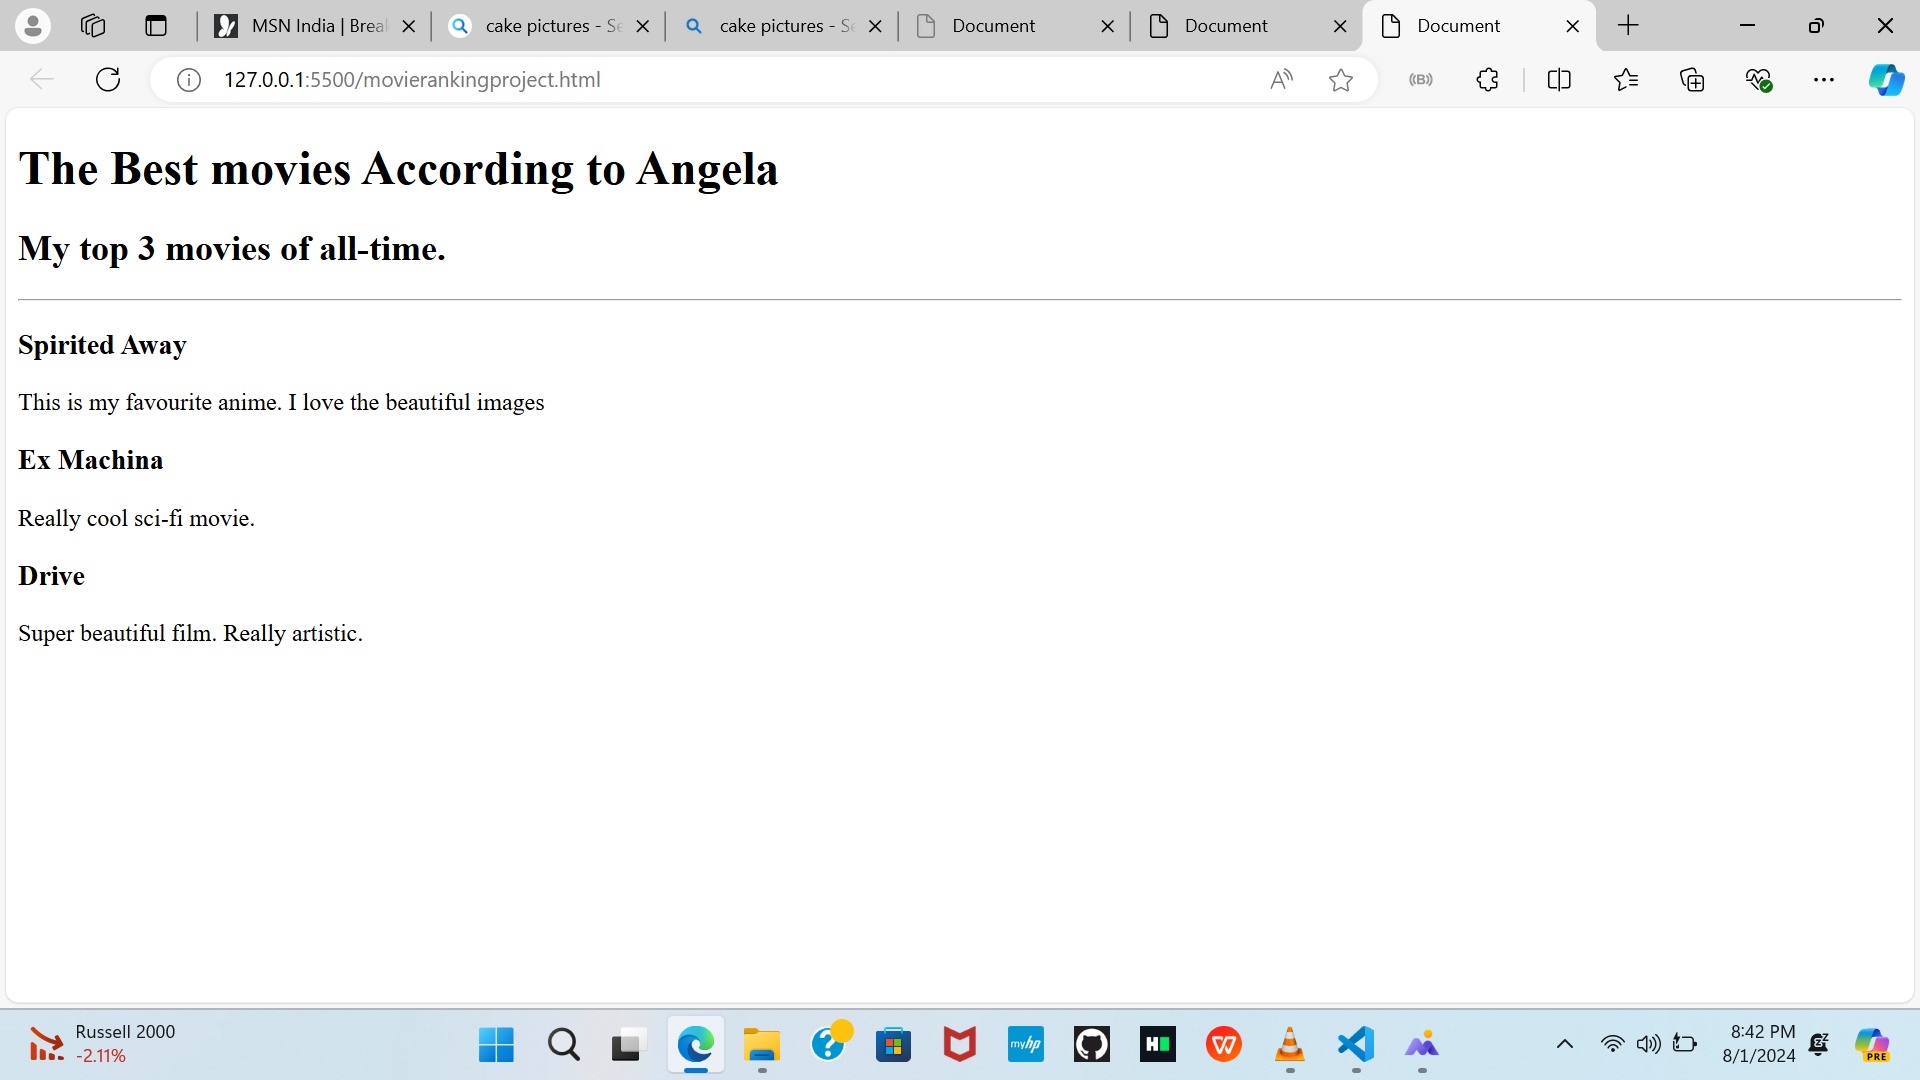 MSN India | Brea
cake pictures - Se
cake pictures - Se
Document
Document
Document
127.0.0.1:5500/movierankingproject.html
The Best movies According to Angela
My top 3 movies of all-time.
Spirited Away
This is my favourite anime. I love the beautiful images
Ex Machina
Really cool sci-fi movie.
Drive
Super beautiful film. Really artistic.
Russell 2000
-2.11%
myhp
8:42 PM
8/1/2024
PRE